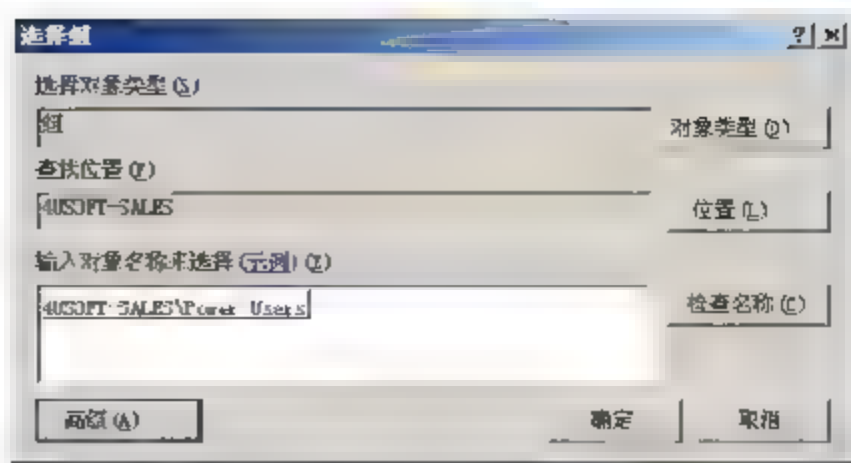 选择组
选择对象类型(S)
组
对象类型(O)
查找位置(F)
4USOFT-SALES
位置(L)
输入对象名称来选择(示例)(E)
4USOFT-SALES\Power Users
检查名称(C)
高级(A)
确定
取消